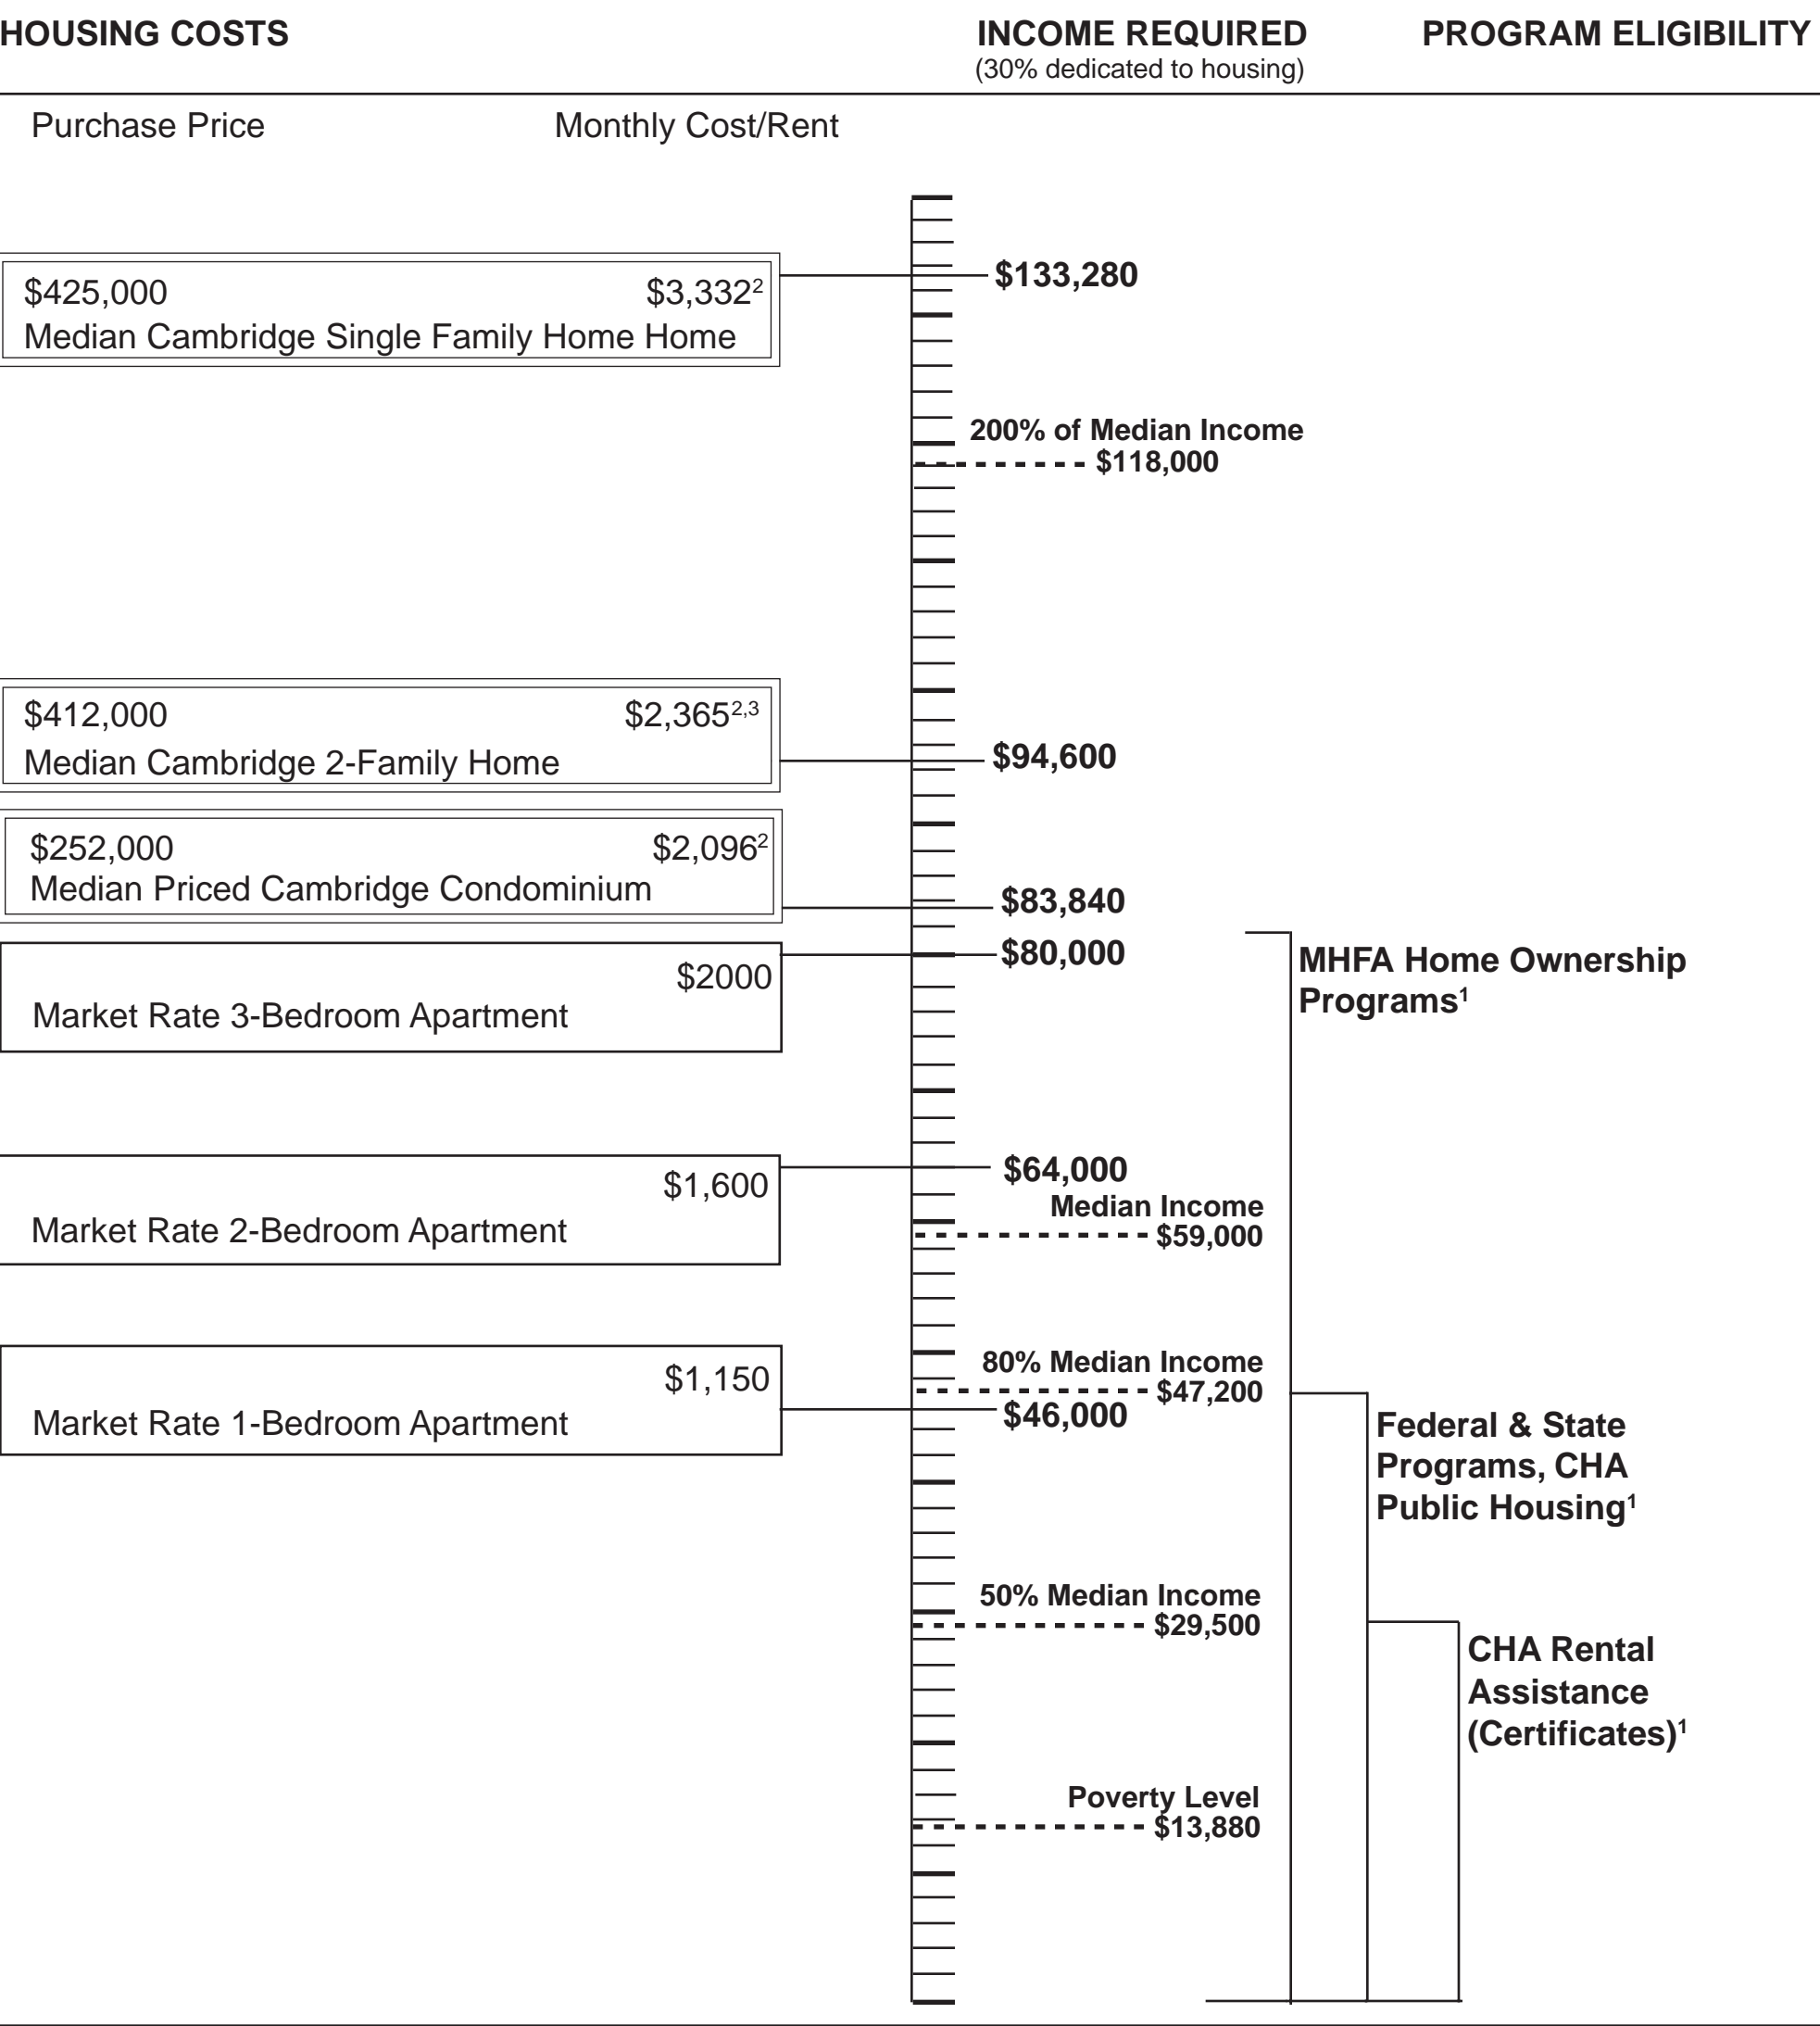 HOUSING COSTS
INCOME REQUIRED
PROGRAM ELIGIBILITY
(30% dedicated to housing)
Purchase Price
Monthly Cost/Rent
$425,000
$3,332²
Median Cambridge Single Family Home Home
$133,280
200% of Median Income
$118,000
$412,000
$2,365²,³
Median Cambridge 2-Family Home
$94,600
$252,000
$2,096²
Median Priced Cambridge Condominium
$83,840
$80,000
$2000
Market Rate 3-Bedroom Apartment
MHFA Home Ownership
Programs¹
$64,000
$1,600
Market Rate 2-Bedroom Apartment
Median Income
$59,000
80% Median Income
$47,200
$1,150
Market Rate 1-Bedroom Apartment
$46,000
Federal & State
Programs, CHA
Public Housing¹
50% Median Income
$29,500
CHA Rental
Assistance
(Certificates)¹
Poverty Level
$13,880